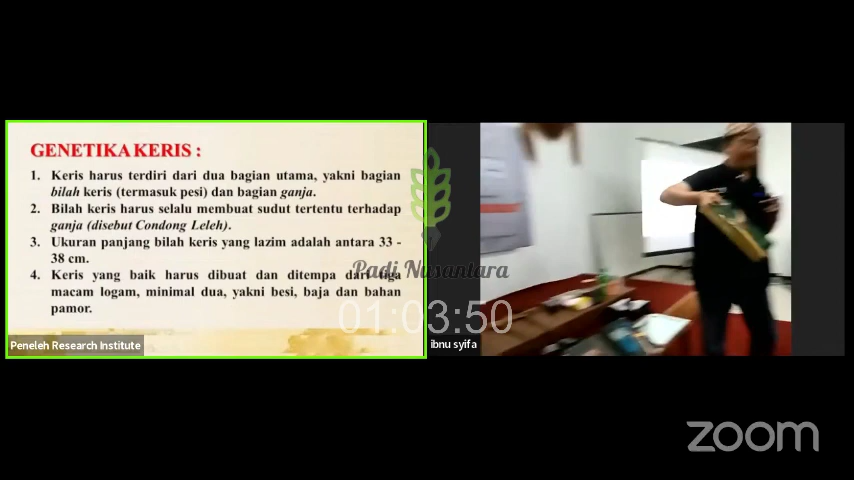 GENETIKA KERIS :
1. Keris harus terdiri dari dua bagian utama, yakni bagian
bilah keris (termasuk pesi) dan bagian ganja.
2. Bilah keris harus selalu membuat sudut tertentu terhadap
ganja (disebut Condong Leleh).
3. Ukuran panjang bilah keris yang lazim adalah antara 33 -
38 cm.
4. Keris yang baik harus dibuat dan ditempa dari tiga
macam logam, minimal dua, yakni besi, baja dan bahan
pamor.
Padi Nusantara
01:03:50
Peneleh Research Institute
ibnu syifa
zoom